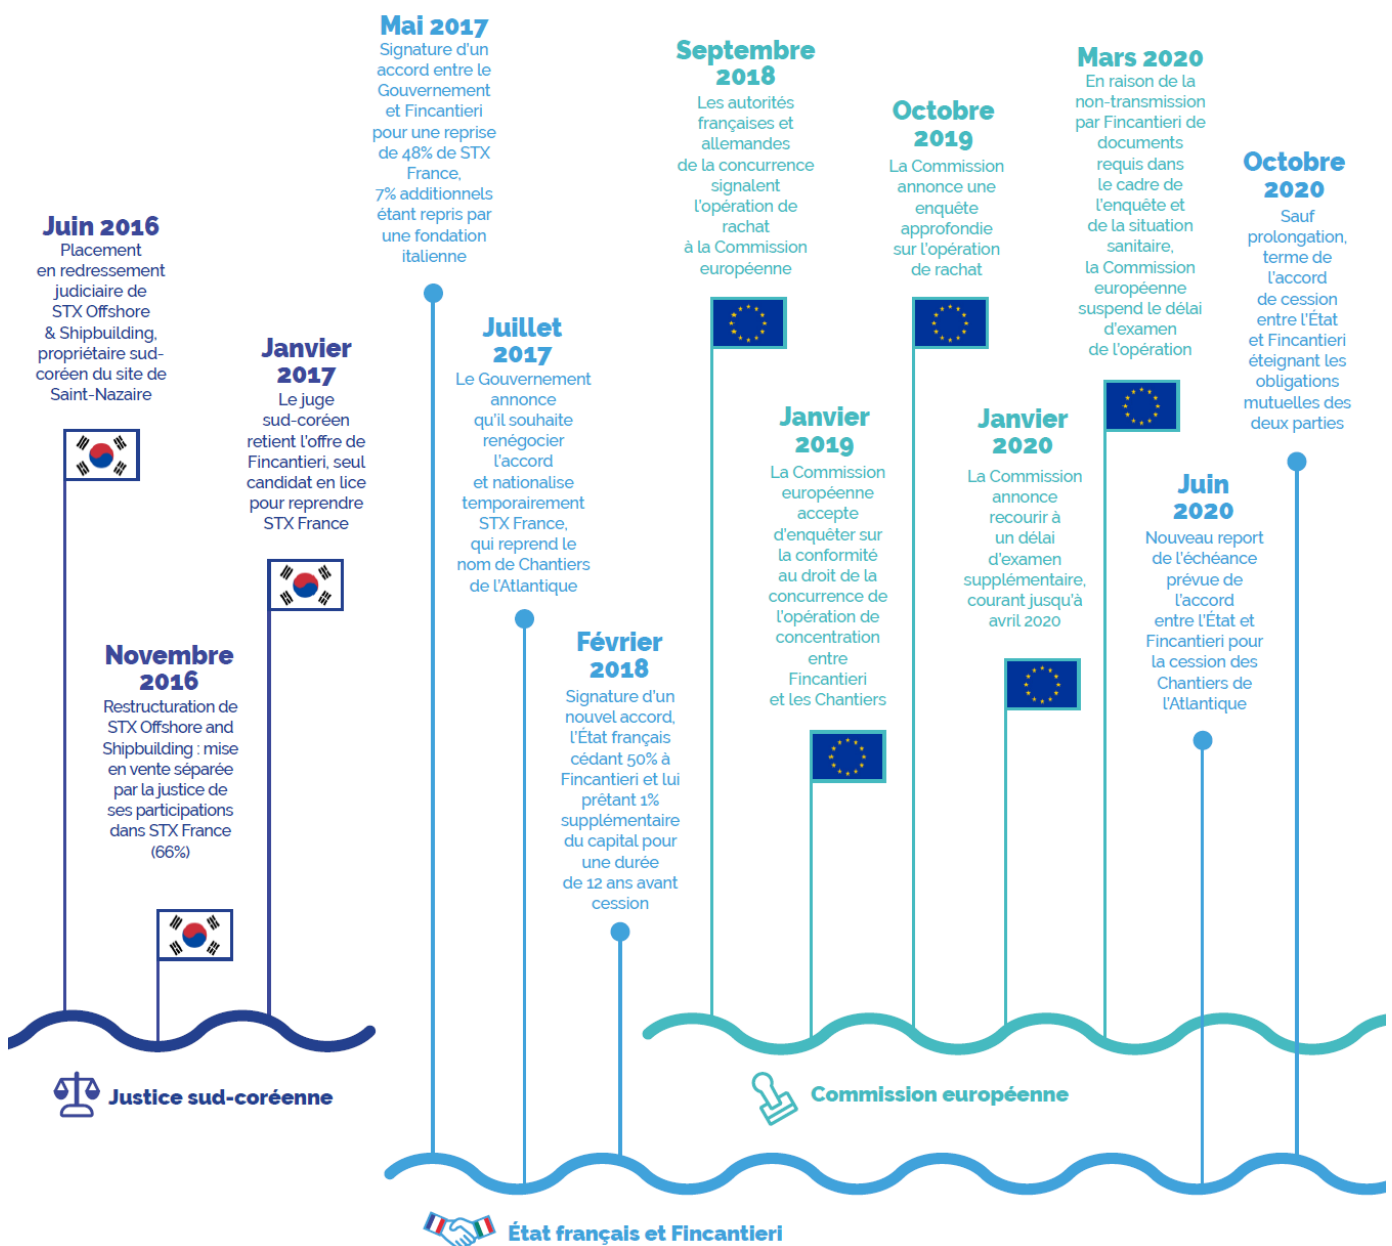 Juin 2016
Placement
en redressement
judiciaire de
STX Offshore
& Shipbuilding,
propriétaire sud-
coréen du site de
Saint-Nazaire
Novembre
2016
Restructuration de
STX Offshore and
Shipbuilding : mise
en vente séparée
par la justice de
ses participations
dans STX France
(66%)
Janvier
2017
Le juge
sud-coréen
retient l'offre de
Fincantieri, seul
candidat en lice
pour reprendre
STX France
Mai 2017
Signature d'un
accord entre le
Gouvernement
et Fincantieri
pour une reprise
de 48% de STX
France,
7% additionnels
étant repris par
une fondation
italienne
Juillet
2017
Le Gouvernement
annonce
qu'il souhaite
renégocier
l'accord
et nationalise
temporairement
STX France,
qui reprend le
nom de Chantiers
de l'Atlantique
Février
2018
Signature d'un
nouvel accord,
l'État français
cédant 50% à
Fincantieri et lui
prêtant 1%
supplémentaire
du capital pour
une durée
de 12 ans avant
cession
Septembre
2018
Les autorités
françaises et
allemandes
de la concurrence
signalent
l'opération de
rachat
à la Commission
européenne
Janvier
2019
La Commission
européenne
accepte
d'enquêter sur
la conformité
au droit de la
concurrence de
l'opération de
concentration
entre
Fincantieri
et les Chantiers
Octobre
2019
La Commission
annonce une
enquête
approfondie
sur l'opération
de rachat
Janvier
2020
La Commission
annonce
recourir à
un délai
d'examen
supplémentaire,
courant jusqu'à
avril 2020
Mars 2020
En raison de la
non-transmission
par Fincantieri de
documents
requis dans
le cadre de
l'enquête et
de la situation
sanitaire,
la Commission
européenne
suspend le délai
d'examen
de l'opération
Juin
2020
Nouveau report
de l'échéance
prévue de
l'accord
entre l'État et
Fincantieri pour
la cession des
Chantiers de
l'Atlantique
Octobre
2020
Sauf
prolongation,
terme de
l'accord
de cession
entre l'État
et Fincantieri
éteignant les
obligations
mutuelles des
deux parties
Justice sud-coréenne
Commission européenne
État français et Fincantieri